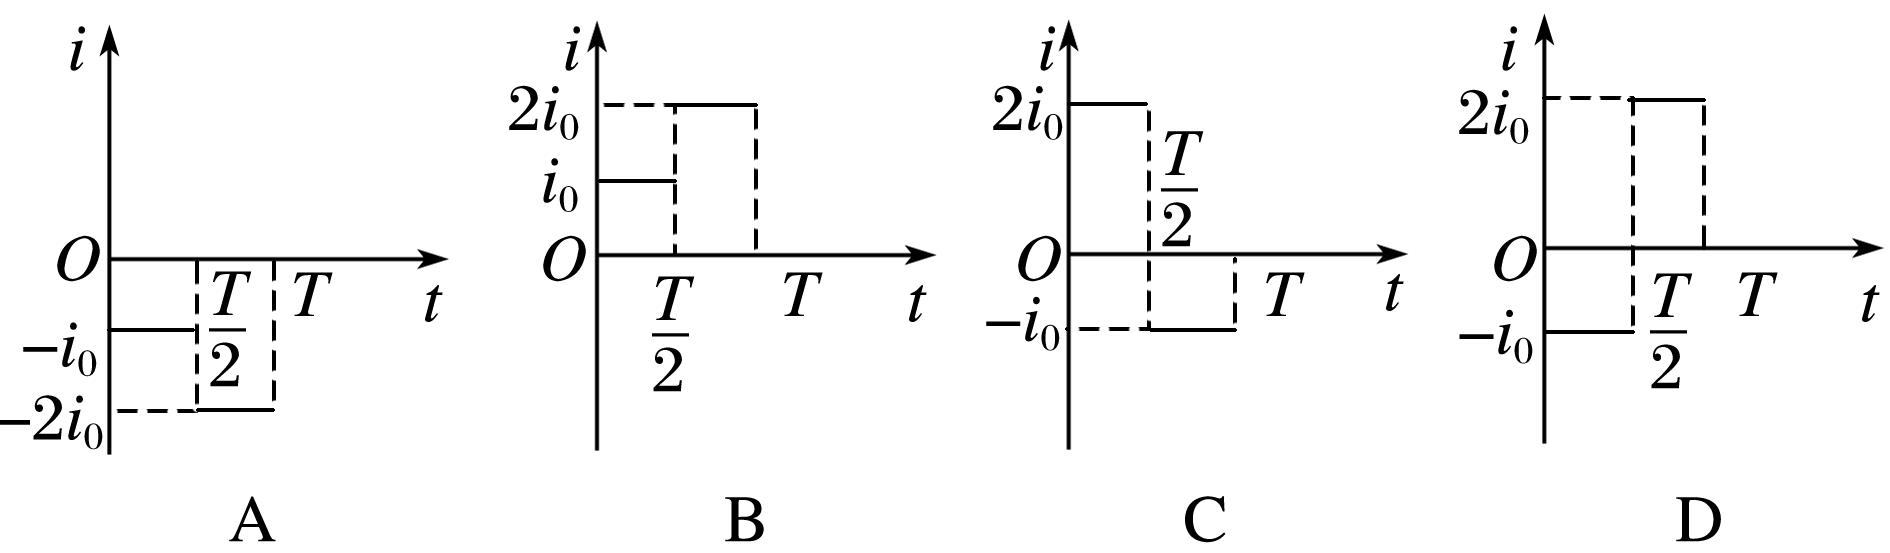 i
O
T/2
T
t
−i₀
−2i₀
A
i
2i₀
i₀
O
T/2
T
t
B
i
2i₀
T/2
O
T
t
−i₀
C
i
2i₀
O
T/2
T
t
−i₀
D